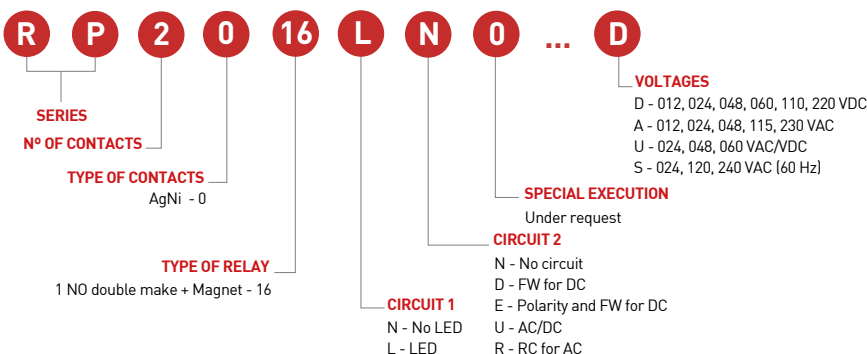 R P 2 0 16 L N 0 ... D
SERIES
Nº OF CONTACTS
TYPE OF CONTACTS
AgNi - 0
TYPE OF RELAY
1 NO double make + Magnet - 16
CIRCUIT 1
N - No LED
L - LED
CIRCUIT 2
N - No circuit
D - FW for DC
E - Polarity and FW for DC
U - AC/DC
R - RC for AC
SPECIAL EXECUTION
Under request
VOLTAGES
D - 012, 024, 048, 060, 110, 220 VDC
A - 012, 024, 048, 115, 230 VAC
U - 024, 048, 060 VAC/VDC
S - 024, 120, 240 VAC (60 Hz)